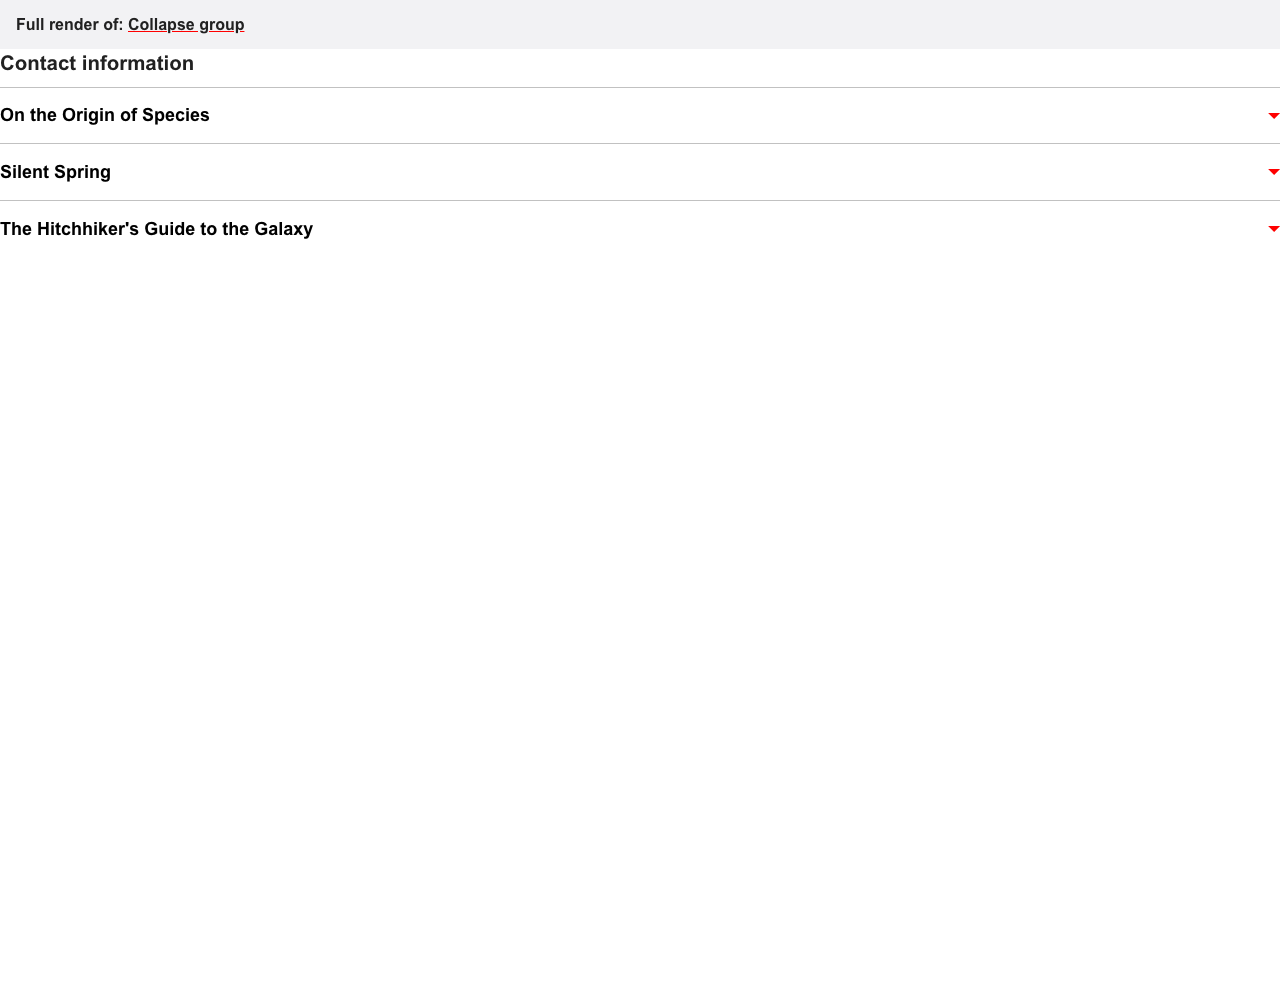 Full render of: Collapse group
Contact information
On the Origin of Species
Silent Spring
The Hitchhiker's Guide to the Galaxy